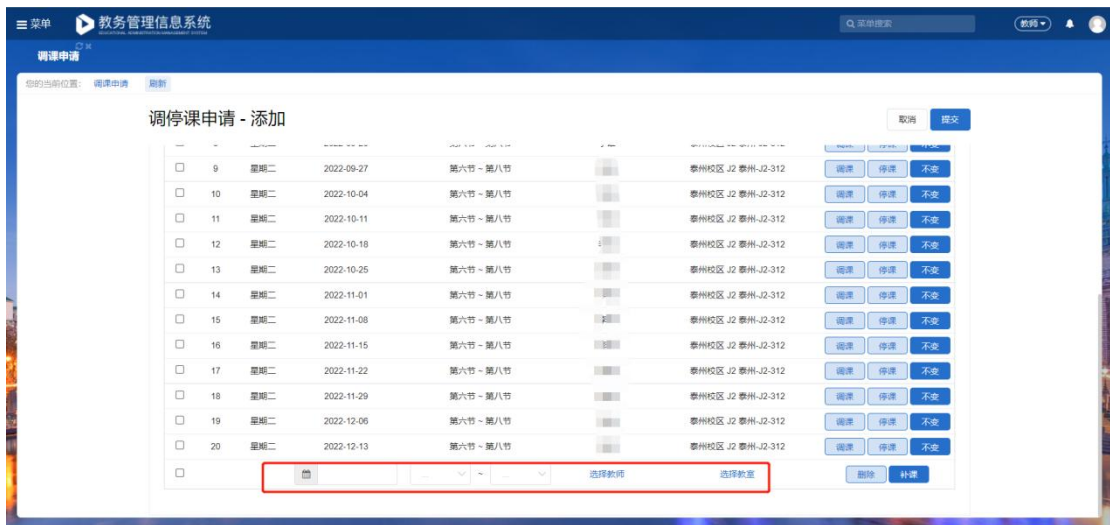 菜单 教务管理信息系统 菜单搜索 教师
调课申请
您的当前位置： 调课申请 刷新
调停课申请 - 添加 取消 提交
9 星期二 2022-09-27 第六节 ~ 第八节 泰州校区 J2 泰州-J2-312 调课 停课 不变
10 星期二 2022-10-04 第六节 ~ 第八节 泰州校区 J2 泰州-J2-312 调课 停课 不变
11 星期二 2022-10-11 第六节 ~ 第八节 泰州校区 J2 泰州-J2-312 调课 停课 不变
12 星期二 2022-10-18 第六节 ~ 第八节 泰州校区 J2 泰州-J2-312 调课 停课 不变
13 星期二 2022-10-25 第六节 ~ 第八节 泰州校区 J2 泰州-J2-312 调课 停课 不变
14 星期二 2022-11-01 第六节 ~ 第八节 泰州校区 J2 泰州-J2-312 调课 停课 不变
15 星期二 2022-11-08 第六节 ~ 第八节 泰州校区 J2 泰州-J2-312 调课 停课 不变
16 星期二 2022-11-15 第六节 ~ 第八节 泰州校区 J2 泰州-J2-312 调课 停课 不变
17 星期二 2022-11-22 第六节 ~ 第八节 泰州校区 J2 泰州-J2-312 调课 停课 不变
18 星期二 2022-11-29 第六节 ~ 第八节 泰州校区 J2 泰州-J2-312 调课 停课 不变
19 星期二 2022-12-06 第六节 ~ 第八节 泰州校区 J2 泰州-J2-312 调课 停课 不变
20 星期二 2022-12-13 第六节 ~ 第八节 泰州校区 J2 泰州-J2-312 调课 停课 不变
~ 选择教师 选择教室 删除 补课